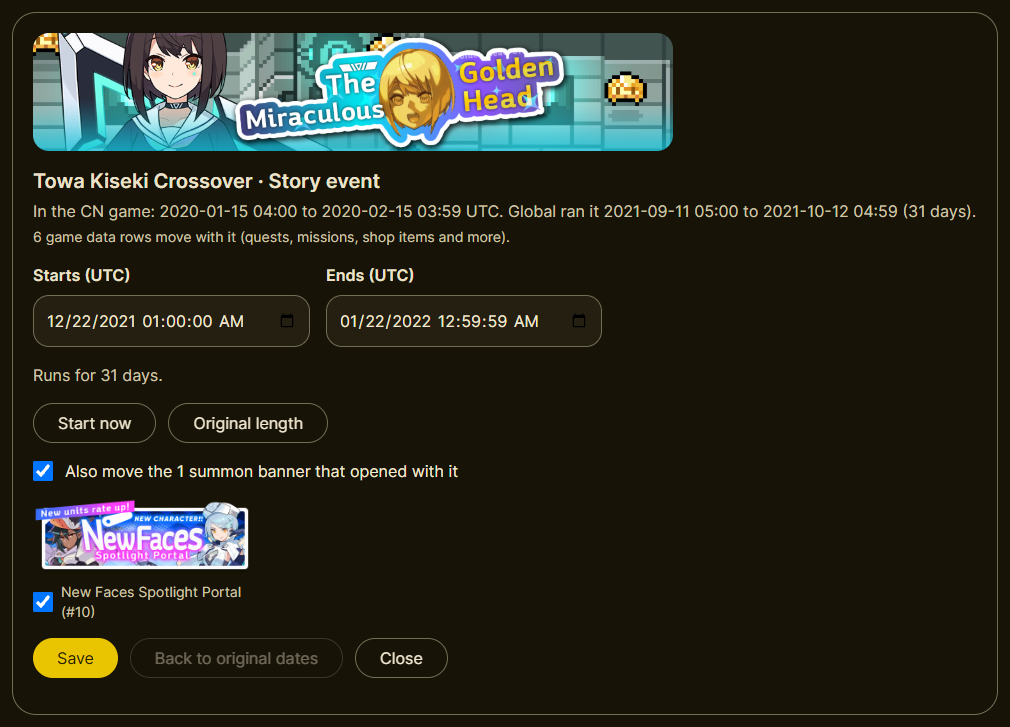 The
Miraculous
Golden
Head
Towa Kiseki Crossover · Story event
In the CN game: 2020-01-15 04:00 to 2020-02-15 03:59 UTC. Global ran it 2021-09-11 05:00 to 2021-10-12 04:59 (31 days).
6 game data rows move with it (quests, missions, shop items and more).
Starts (UTC)
Ends (UTC)
12/22/2021 01:00:00 AM
01/22/2022 12:59:59 AM
Runs for 31 days.
Start now
Original length
Also move the 1 summon banner that opened with it
New units rate up!
NEW CHARACTER!!
NewFaces
Spotlight Portal
New Faces Spotlight Portal
(#10)
Save
Back to original dates
Close